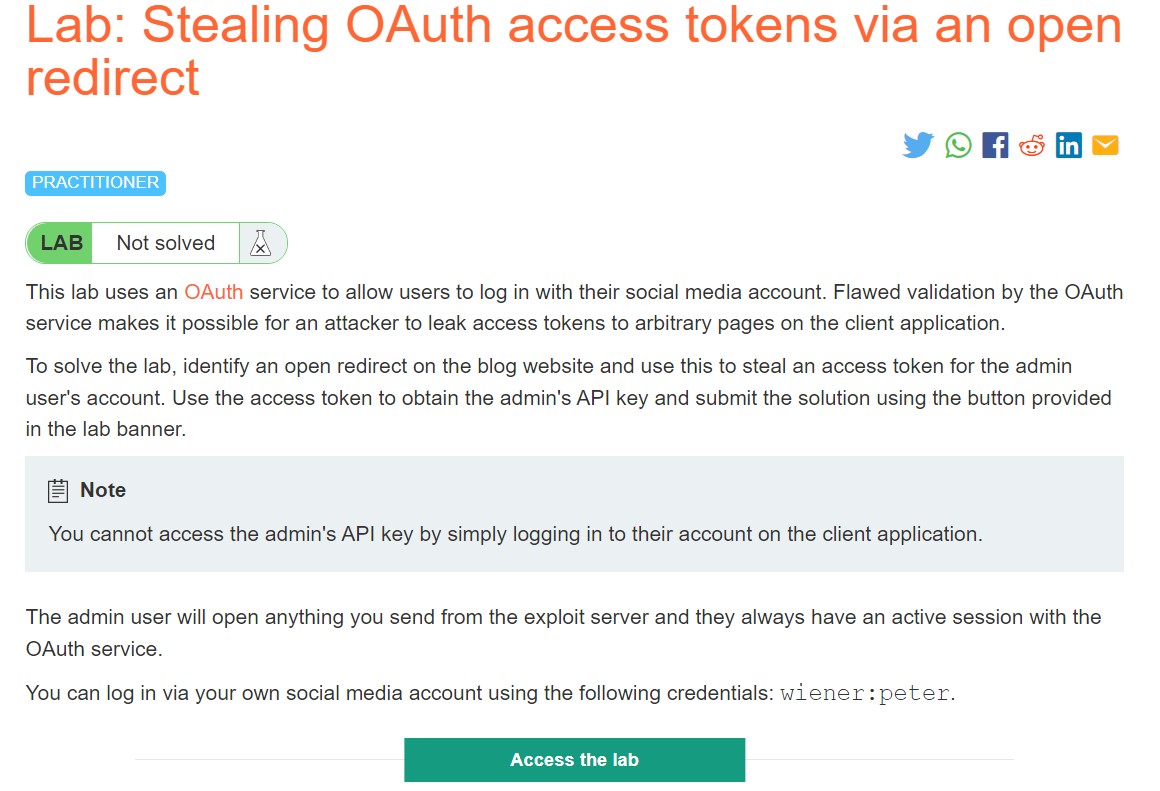 Lab: Stealing OAuth access tokens via an open
redirect
PRACTITIONER
LAB Not solved
This lab uses an OAuth service to allow users to log in with their social media account. Flawed validation by the OAuth
service makes it possible for an attacker to leak access tokens to arbitrary pages on the client application.
To solve the lab, identify an open redirect on the blog website and use this to steal an access token for the admin
user's account. Use the access token to obtain the admin's API key and submit the solution using the button provided
in the lab banner.
Note
You cannot access the admin's API key by simply logging in to their account on the client application.
The admin user will open anything you send from the exploit server and they always have an active session with the
OAuth service.
You can log in via your own social media account using the following credentials: wiener:peter.
Access the lab